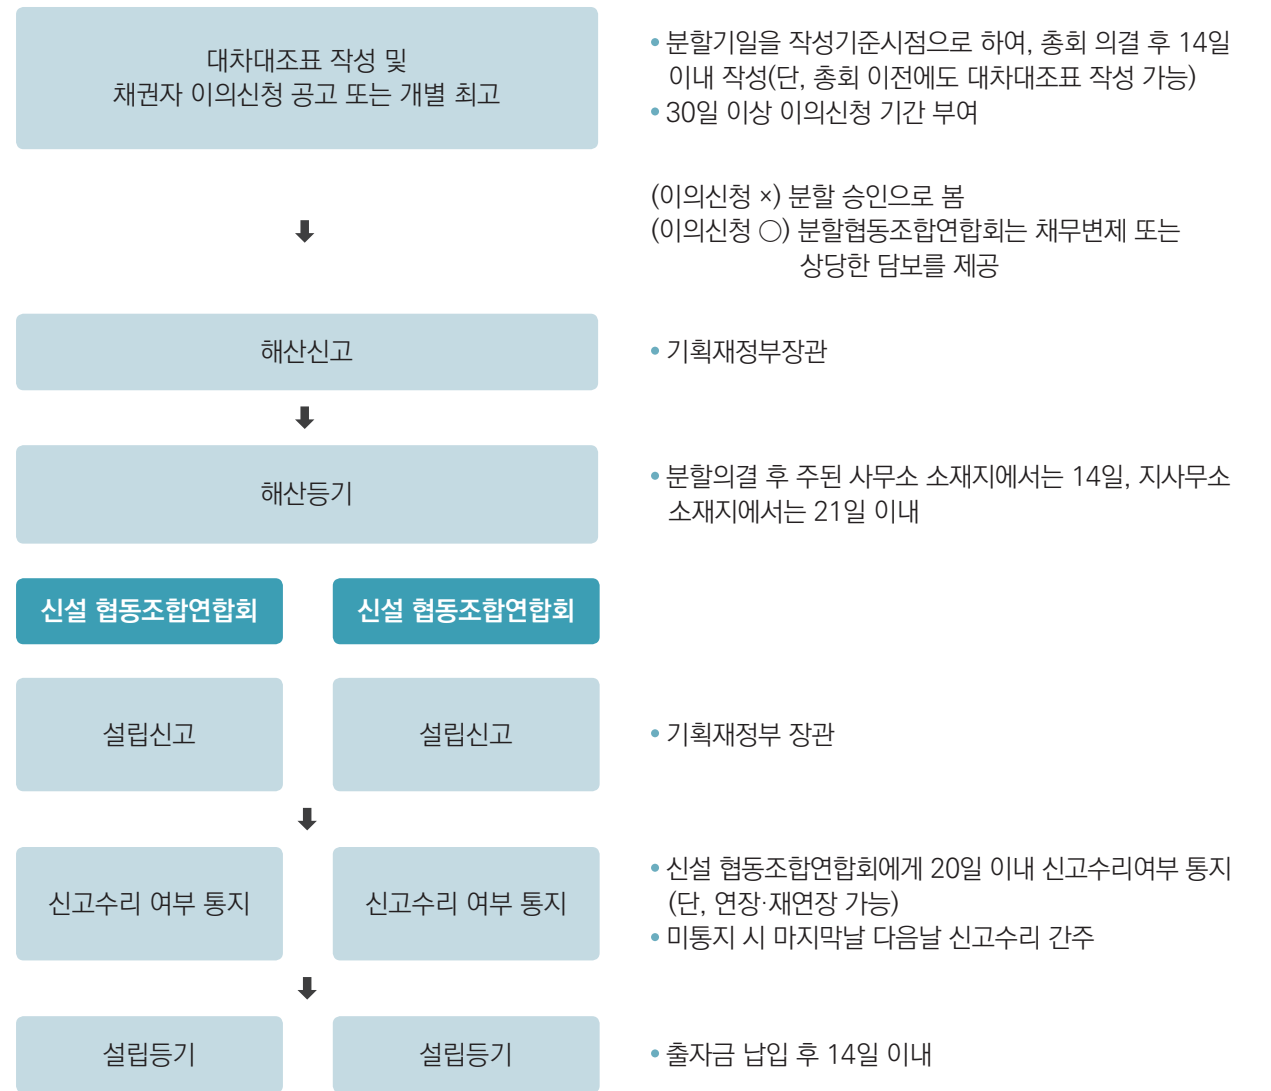 대차대조표 작성 및
채권자 이의신청 공고 또는 개별 최고
• 분할기일을 작성기준시점으로 하여, 총회 의결 후 14일
이내 작성(단, 총회 이전에도 대차대조표 작성 가능)
• 30일 이상 이의신청 기간 부여
(이의신청 ×) 분할 승인으로 봄
(이의신청 ○) 분할협동조합연합회는 채무변제 또는
상당한 담보를 제공
해산신고
• 기획재정부장관
해산등기
• 분할의결 후 주된 사무소 소재지에서는 14일, 지사무소
소재지에서는 21일 이내
신설 협동조합연합회
신설 협동조합연합회
설립신고
설립신고
• 기획재정부 장관
신고수리 여부 통지
신고수리 여부 통지
• 신설 협동조합연합회에게 20일 이내 신고수리여부 통지
(단, 연장·재연장 가능)
• 미통지 시 마지막날 다음날 신고수리 간주
설립등기
설립등기
• 출자금 납입 후 14일 이내